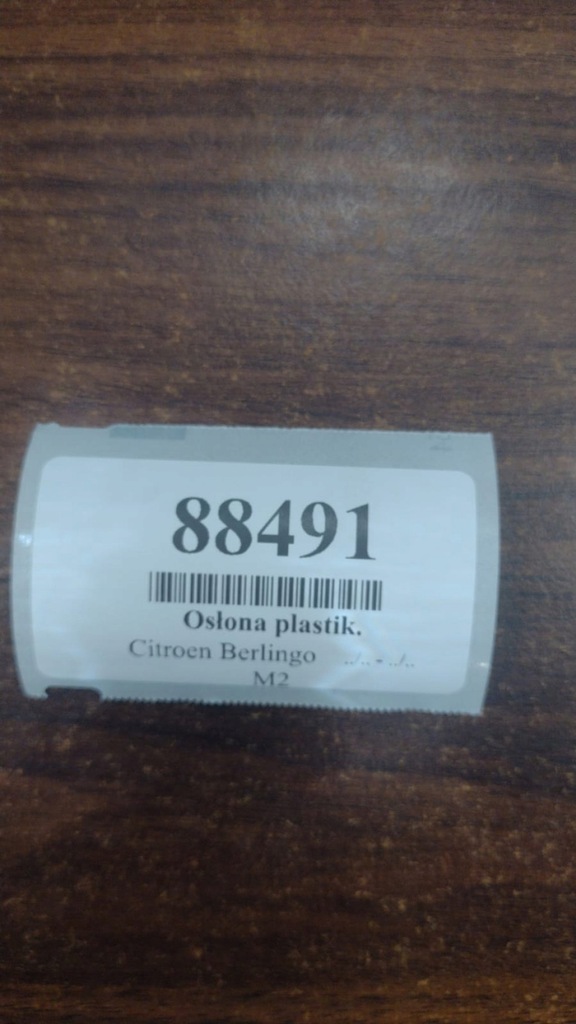 88491
Osłona plastik.
Citroen Berlingo ../.. - ../..
M2